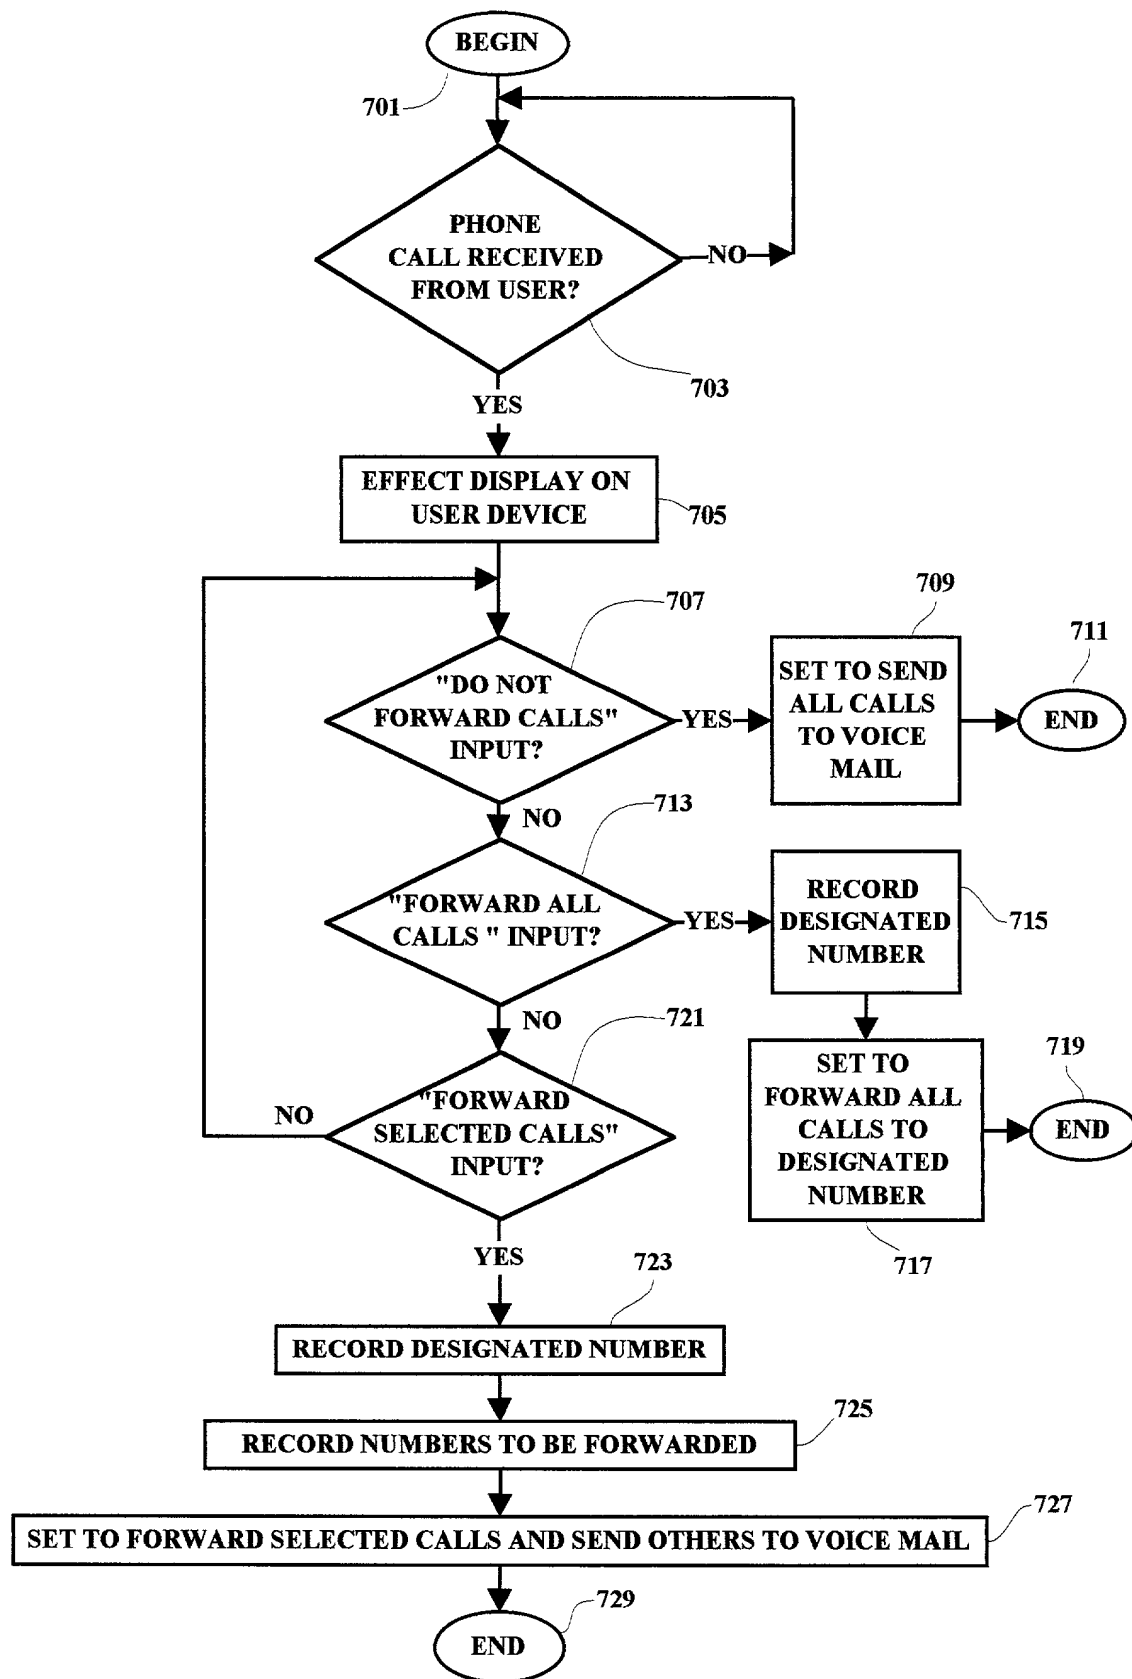 BEGIN
701
PHONE
CALL RECEIVED
FROM USER?
NO
703
YES
EFFECT DISPLAY ON
USER DEVICE
705
707
"DO NOT
FORWARD CALLS"
INPUT?
YES
709
SET TO SEND
ALL CALLS
TO VOICE
MAIL
711
END
NO
713
"FORWARD ALL
CALLS " INPUT?
YES
RECORD
DESIGNATED
NUMBER
715
NO
721
"FORWARD
SELECTED CALLS"
INPUT?
NO
SET TO
FORWARD ALL
CALLS TO
DESIGNATED
NUMBER
717
719
END
YES
723
RECORD DESIGNATED NUMBER
725
RECORD NUMBERS TO BE FORWARDED
727
SET TO FORWARD SELECTED CALLS AND SEND OTHERS TO VOICE MAIL
729
END